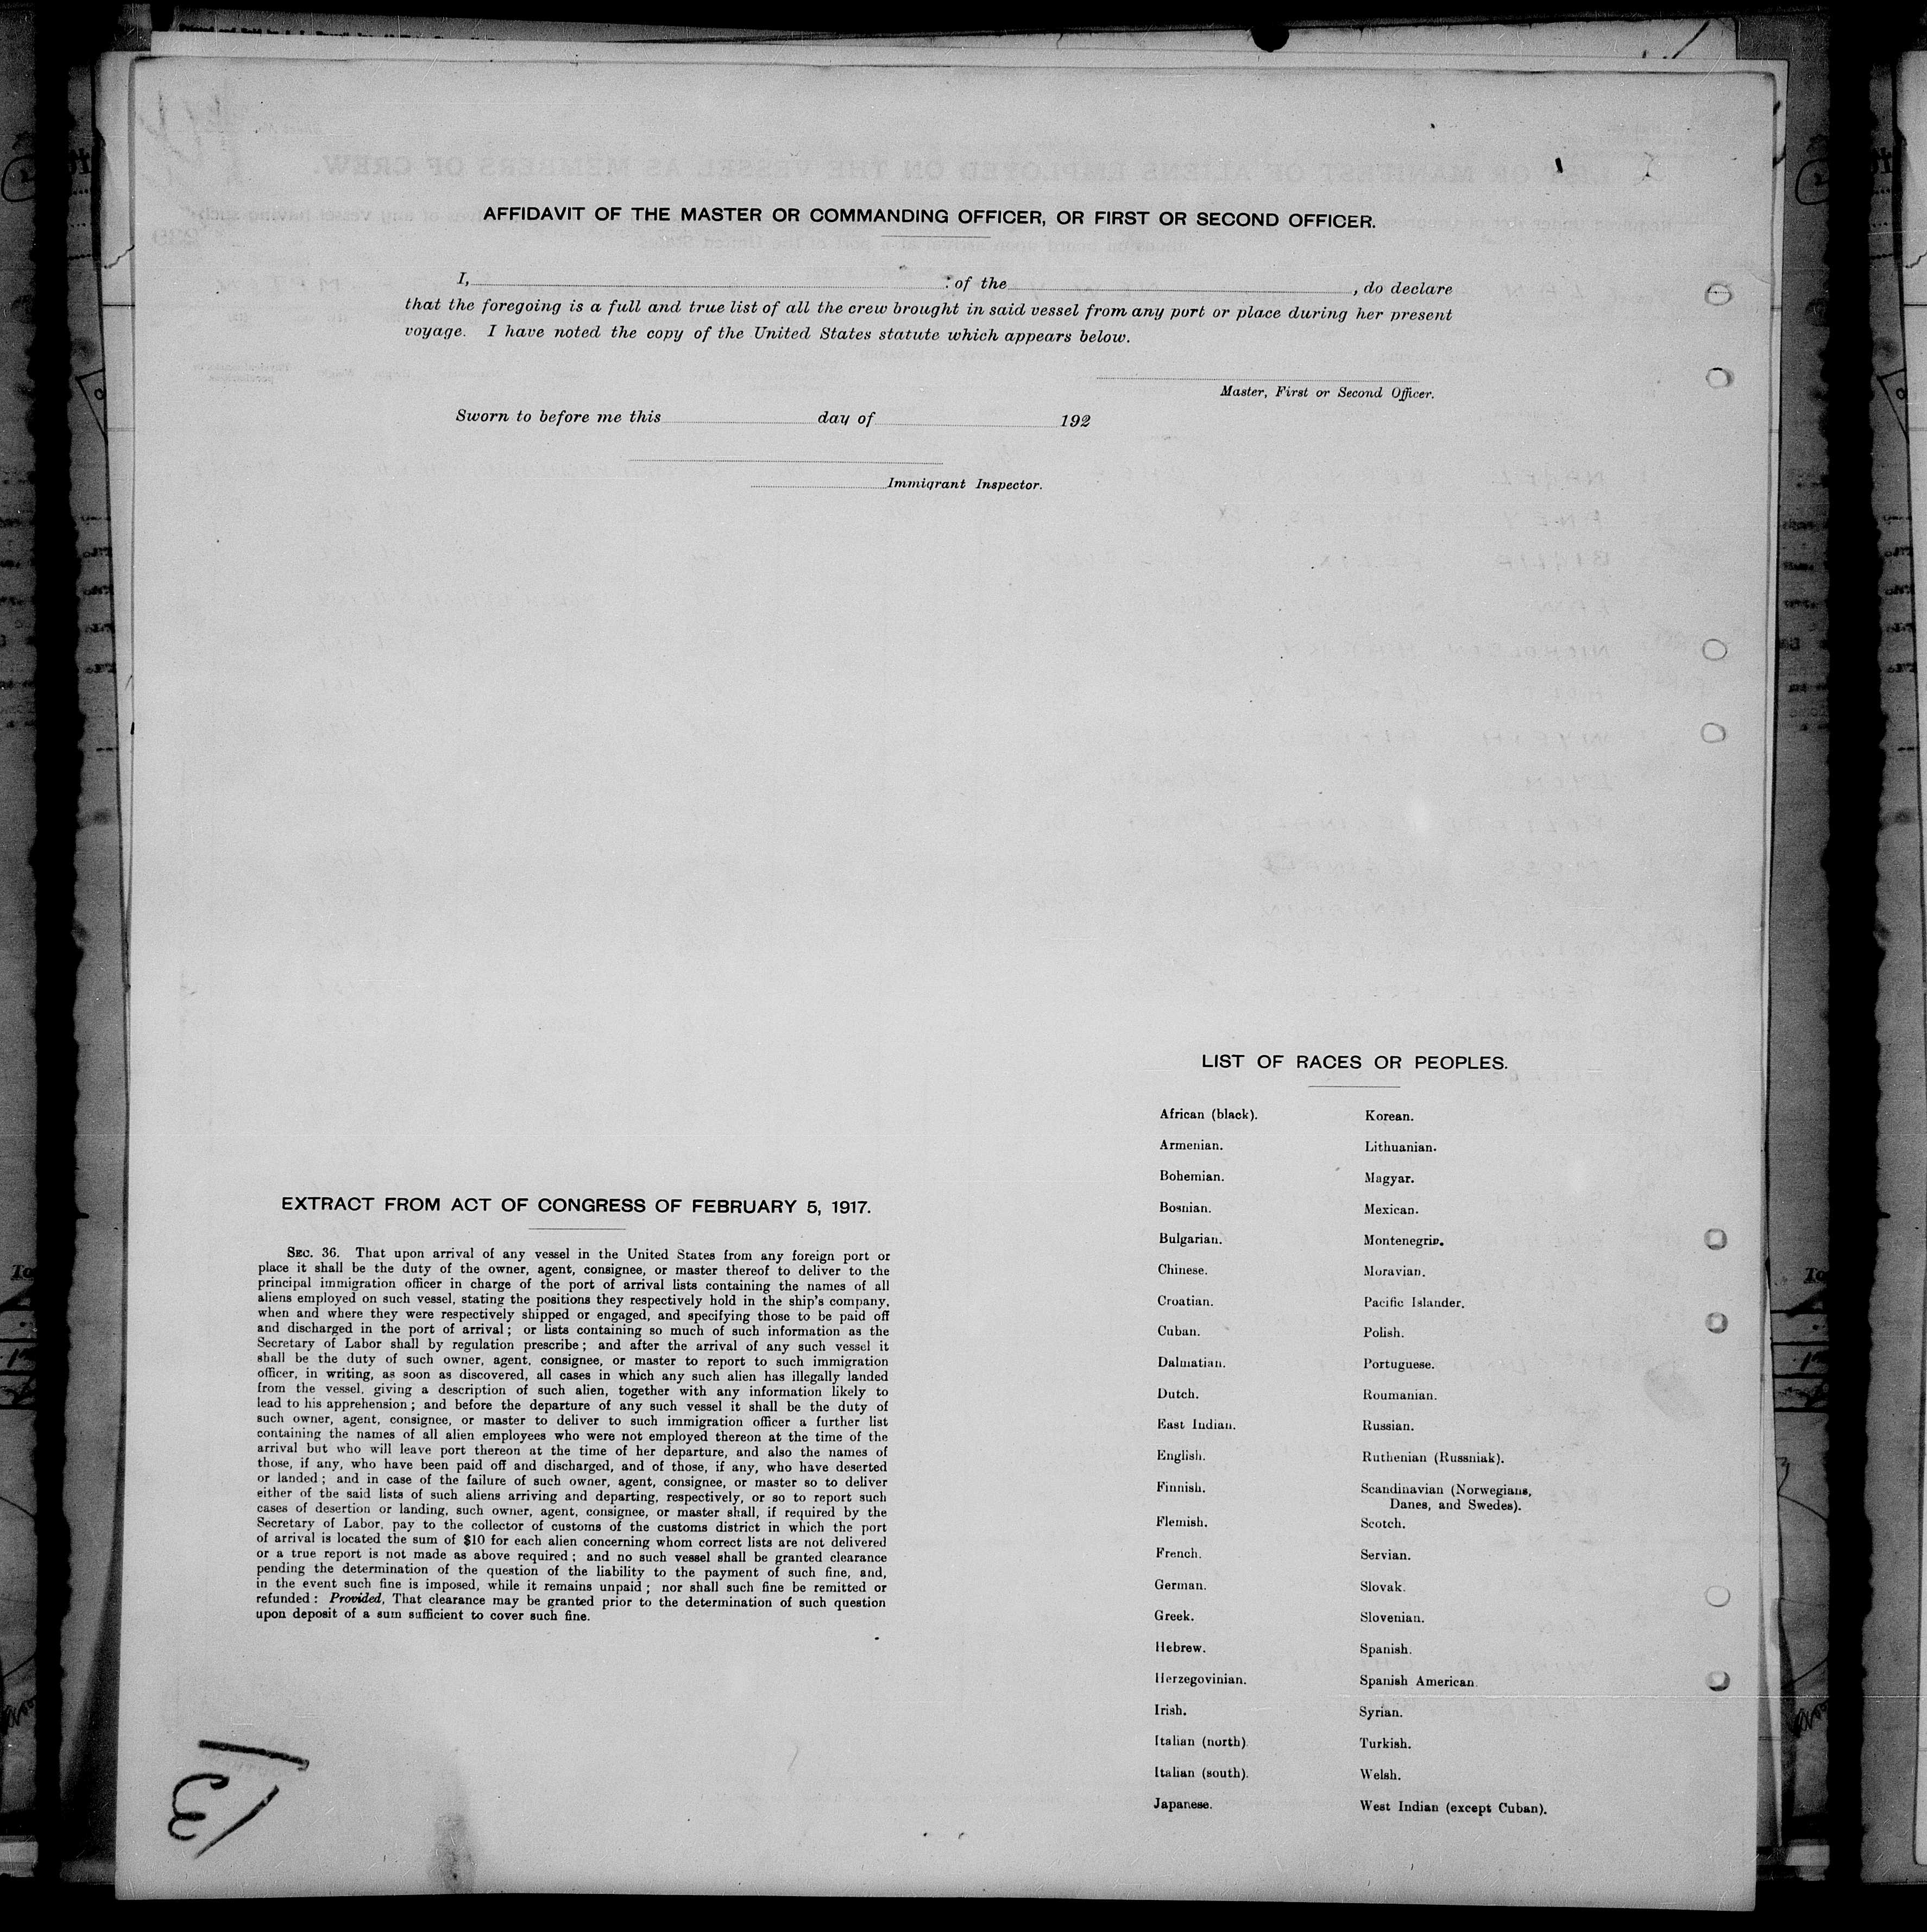 AFFIDAVIT OF THE MASTER OR COMMANDING OFFICER, OR FIRST OR SECOND OFFICER.
I, of the , do declare
that the foregoing is a full and true list of all the crew brought in said vessel from any port or place during her present
voyage. I have noted the copy of the United States statute which appears below.
Master, First or Second Officer.
Sworn to before me this day of 192
Immigrant Inspector.
EXTRACT FROM ACT OF CONGRESS OF FEBRUARY 5, 1917.
SEC. 36. That upon arrival of any vessel in the United States from any foreign port or
place it shall be the duty of the owner, agent, consignee, or master thereof to deliver to the
principal immigration officer in charge of the port of arrival lists containing the names of all
aliens employed on such vessel, stating the positions they respectively hold in the ship's company,
when and where they were respectively shipped or engaged, and specifying those to be paid off
and discharged in the port of arrival; or lists containing so much of such information as the
Secretary of Labor shall by regulation prescribe; and after the arrival of any such vessel it
shall be the duty of such owner, agent, consignee, or master to report to such immigration
officer, in writing, as soon as discovered, all cases in which any such alien has illegally landed
from the vessel, giving a description of such alien, together with any information likely to
lead to his apprehension; and before the departure of any such vessel it shall be the duty of
such owner, agent, consignee, or master to deliver to such immigration officer a further list
containing the names of all alien employees who were not employed thereon at the time of the
arrival but who will leave port thereon at the time of her departure, and also the names of
those, if any, who have been paid off and discharged, and of those, if any, who have deserted
or landed; and in case of the failure of such owner, agent, consignee, or master so to deliver
either of the said lists of such aliens arriving and departing, respectively, or so to report such
cases of desertion or landing, such owner, agent, consignee, or master shall, if required by the
Secretary of Labor, pay to the collector of customs of the customs district in which the port
of arrival is located the sum of $10 for each alien concerning whom correct lists are not delivered
or a true report is not made as above required; and no such vessel shall be granted clearance
pending the determination of the question of the liability to the payment of such fine, and,
in the event such fine is imposed, while it remains unpaid; nor shall such fine be remitted or
refunded: Provided, That clearance may be granted prior to the determination of such question
upon deposit of a sum sufficient to cover such fine.
LIST OF RACES OR PEOPLES.
African (black).
Armenian.
Bohemian.
Bosnian.
Bulgarian.
Chinese.
Croatian.
Cuban.
Dalmatian.
Dutch.
East Indian.
English.
Finnish.
Flemish.
French.
German.
Greek.
Hebrew.
Herzegovinian.
Irish.
Italian (north).
Italian (south).
Japanese.
Korean.
Lithuanian.
Magyar.
Mexican.
Montenegrin.
Moravian.
Pacific Islander.
Polish.
Portuguese.
Roumanian.
Russian.
Ruthenian (Russniak).
Scandinavian (Norwegians,
Danes, and Swedes).
Scotch.
Servian.
Slovak.
Slovenian.
Spanish.
Spanish American.
Syrian.
Turkish.
Welsh.
West Indian (except Cuban).
13